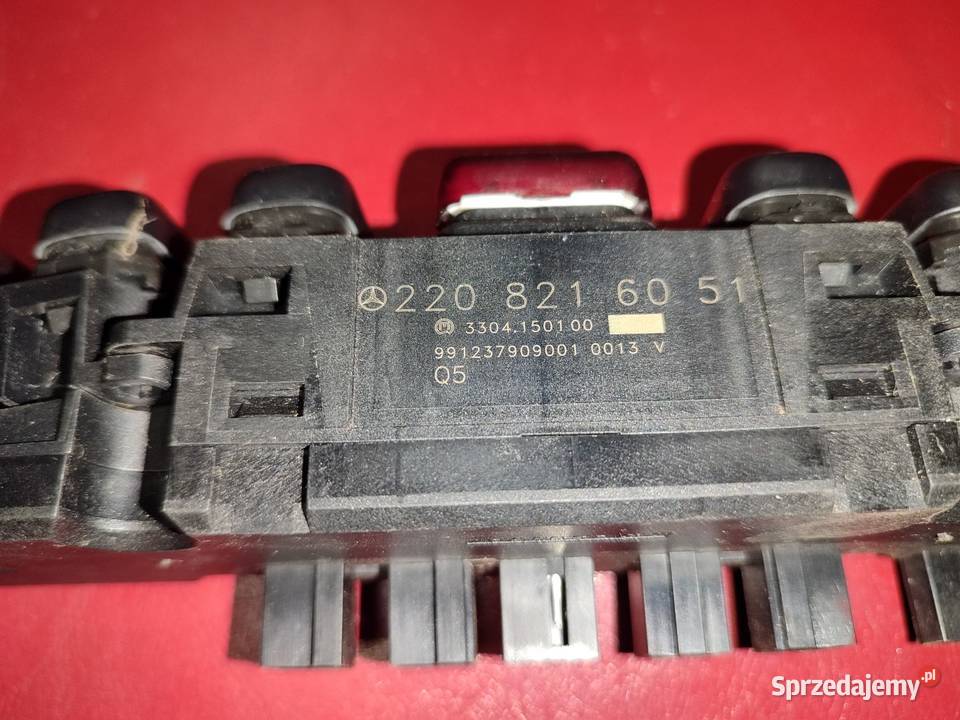 220 821 60 51
3304.150100
991237909001 0013 V
Q5
Sprzedajemy.pl